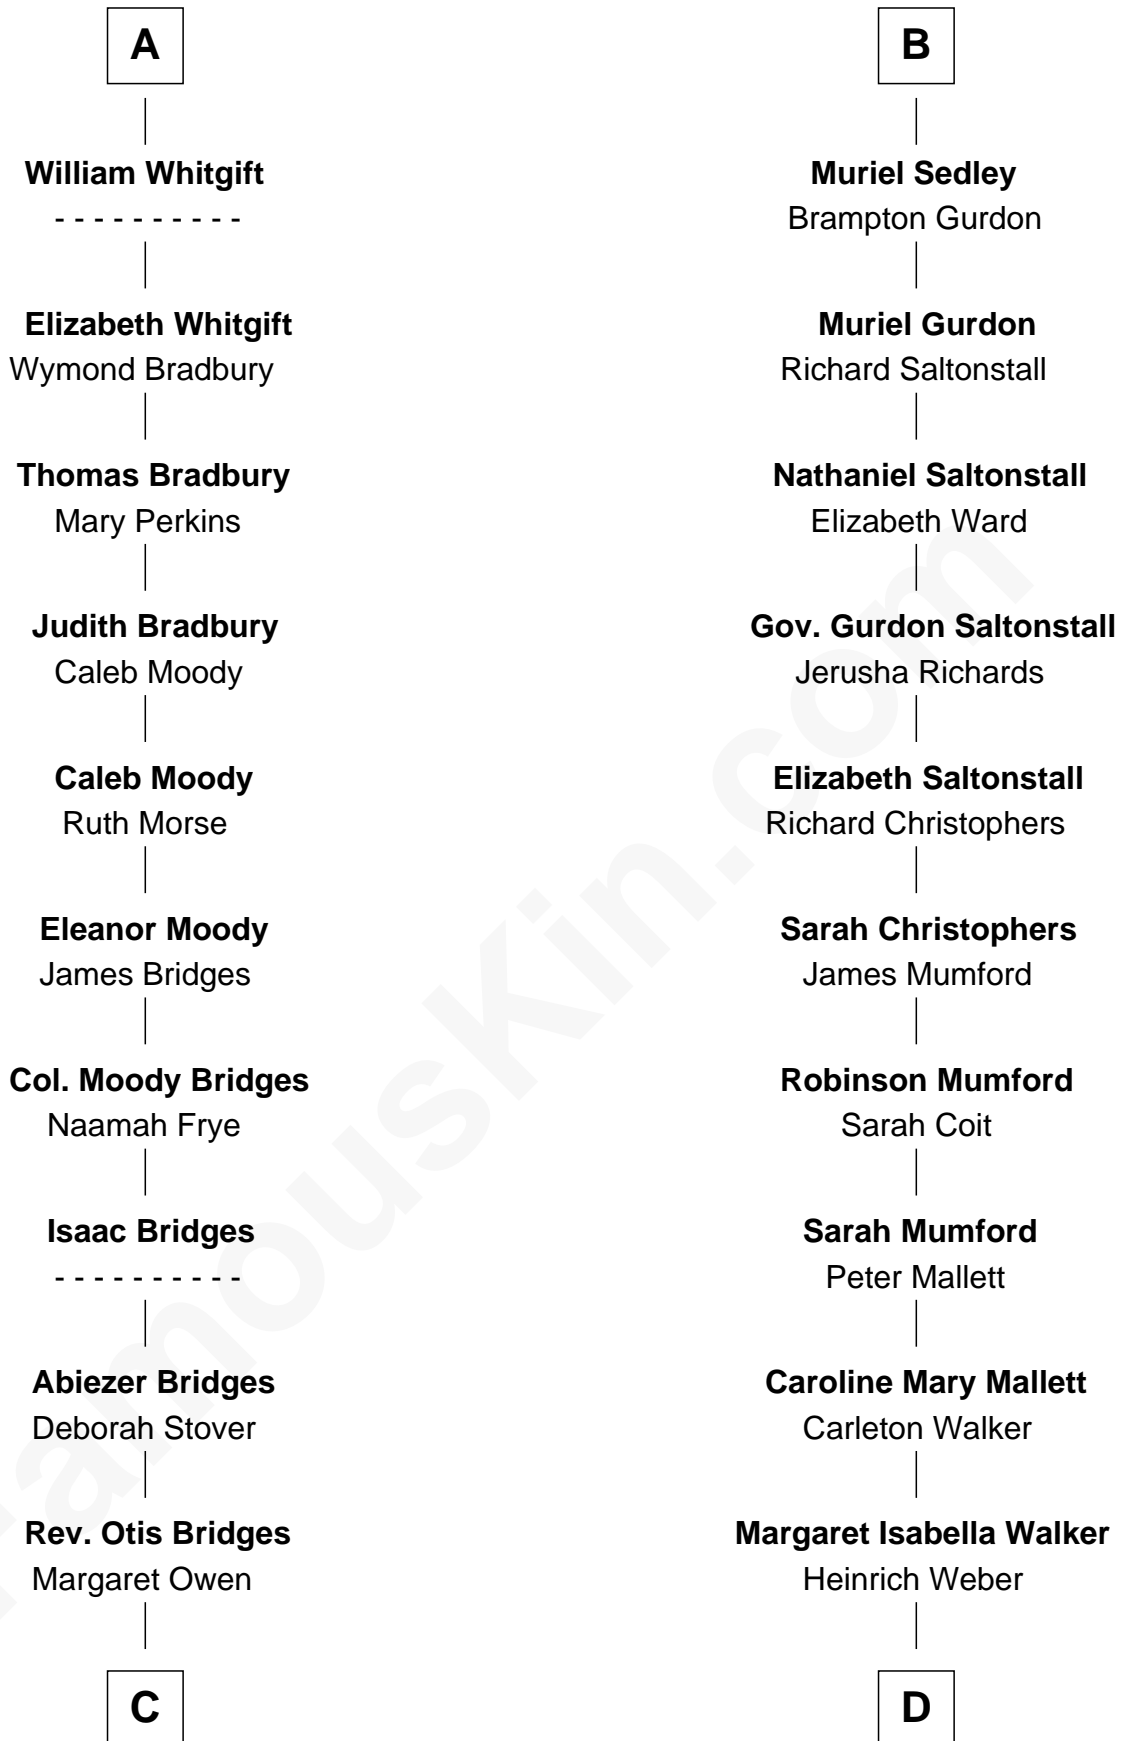 A
William Whitgift
- - - - - - - - - -
Elizabeth Whitgift
Wymond Bradbury
Thomas Bradbury
Mary Perkins
Judith Bradbury
Caleb Moody
Caleb Moody
Ruth Morse
Eleanor Moody
James Bridges
Col. Moody Bridges
Naamah Frye
Isaac Bridges
- - - - - - - - - -
Abiezer Bridges
Deborah Stover
Rev. Otis Bridges
Margaret Owen
C
B
Muriel Sedley
Brampton Gurdon
Muriel Gurdon
Richard Saltonstall
Nathaniel Saltonstall
Elizabeth Ward
Gov. Gurdon Saltonstall
Jerusha Richards
Elizabeth Saltonstall
Richard Christophers
Sarah Christophers
James Mumford
Robinson Mumford
Sarah Coit
Sarah Mumford
Peter Mallett
Caroline Mary Mallett
Carleton Walker
Margaret Isabella Walker
Heinrich Weber
D
FamousKin.com